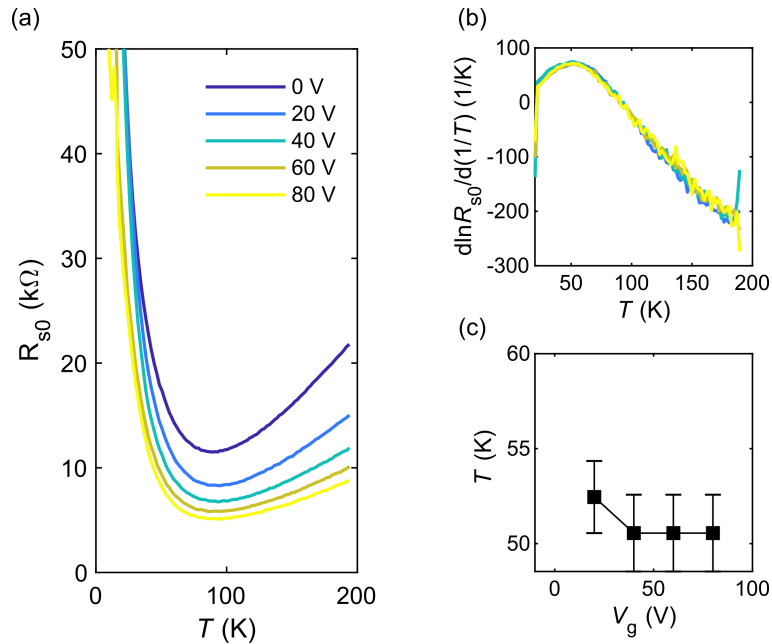 (a)
50
40
30
20
10
0
0
100
200
R_s0 (kΩ)
T (K)
0 V
20 V
40 V
60 V
80 V
(b)
100
0
-100
-200
-300
50
100
150
200
dlnR_s0/d(1/T) (1/K)
T (K)
(c)
60
55
50
0
50
100
T (K)
V_g (V)